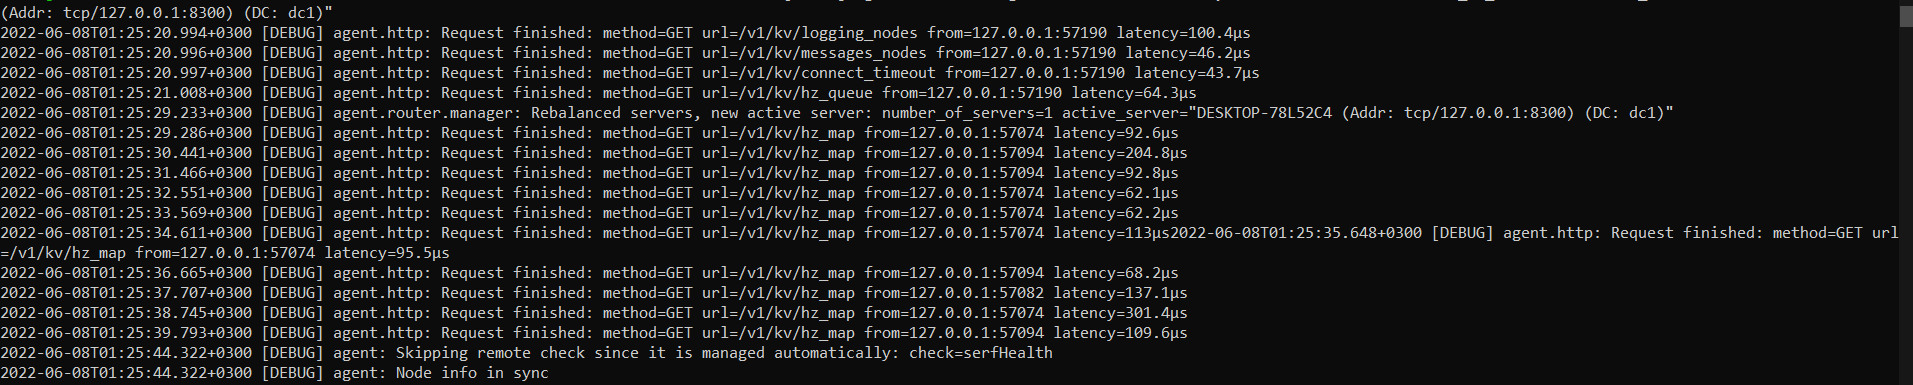 (Addr: tcp/127.0.0.1:8300) (DC: dc1)"
2022-06-08T01:25:20.994+0300 [DEBUG] agent.http: Request finished: method=GET url=/v1/kv/logging_nodes from=127.0.0.1:57190 latency=100.4µs
2022-06-08T01:25:20.996+0300 [DEBUG] agent.http: Request finished: method=GET url=/v1/kv/messages_nodes from=127.0.0.1:57190 latency=46.2µs
2022-06-08T01:25:20.997+0300 [DEBUG] agent.http: Request finished: method=GET url=/v1/kv/connect_timeout from=127.0.0.1:57190 latency=43.7µs
2022-06-08T01:25:21.008+0300 [DEBUG] agent.http: Request finished: method=GET url=/v1/kv/hz_queue from=127.0.0.1:57190 latency=64.3µs
2022-06-08T01:25:29.233+0300 [DEBUG] agent.router.manager: Rebalanced servers, new active server: number_of_servers=1 active_server="DESKTOP-78L52C4 (Addr: tcp/127.0.0.1:8300) (DC: dc1)"
2022-06-08T01:25:29.286+0300 [DEBUG] agent.http: Request finished: method=GET url=/v1/kv/hz_map from=127.0.0.1:57074 latency=92.6µs
2022-06-08T01:25:30.441+0300 [DEBUG] agent.http: Request finished: method=GET url=/v1/kv/hz_map from=127.0.0.1:57094 latency=204.8µs
2022-06-08T01:25:31.466+0300 [DEBUG] agent.http: Request finished: method=GET url=/v1/kv/hz_map from=127.0.0.1:57094 latency=92.8µs
2022-06-08T01:25:32.551+0300 [DEBUG] agent.http: Request finished: method=GET url=/v1/kv/hz_map from=127.0.0.1:57074 latency=62.1µs
2022-06-08T01:25:33.569+0300 [DEBUG] agent.http: Request finished: method=GET url=/v1/kv/hz_map from=127.0.0.1:57074 latency=62.2µs
2022-06-08T01:25:34.611+0300 [DEBUG] agent.http: Request finished: method=GET url=/v1/kv/hz_map from=127.0.0.1:57074 latency=113µs2022-06-08T01:25:35.648+0300 [DEBUG] agent.http: Request finished: method=GET url
=/v1/kv/hz_map from=127.0.0.1:57074 latency=95.5µs
2022-06-08T01:25:36.665+0300 [DEBUG] agent.http: Request finished: method=GET url=/v1/kv/hz_map from=127.0.0.1:57094 latency=68.2µs
2022-06-08T01:25:37.707+0300 [DEBUG] agent.http: Request finished: method=GET url=/v1/kv/hz_map from=127.0.0.1:57082 latency=137.1µs
2022-06-08T01:25:38.745+0300 [DEBUG] agent.http: Request finished: method=GET url=/v1/kv/hz_map from=127.0.0.1:57074 latency=301.4µs
2022-06-08T01:25:39.793+0300 [DEBUG] agent.http: Request finished: method=GET url=/v1/kv/hz_map from=127.0.0.1:57094 latency=109.6µs
2022-06-08T01:25:44.322+0300 [DEBUG] agent: Skipping remote check since it is managed automatically: check=serfHealth
2022-06-08T01:25:44.322+0300 [DEBUG] agent: Node info in sync